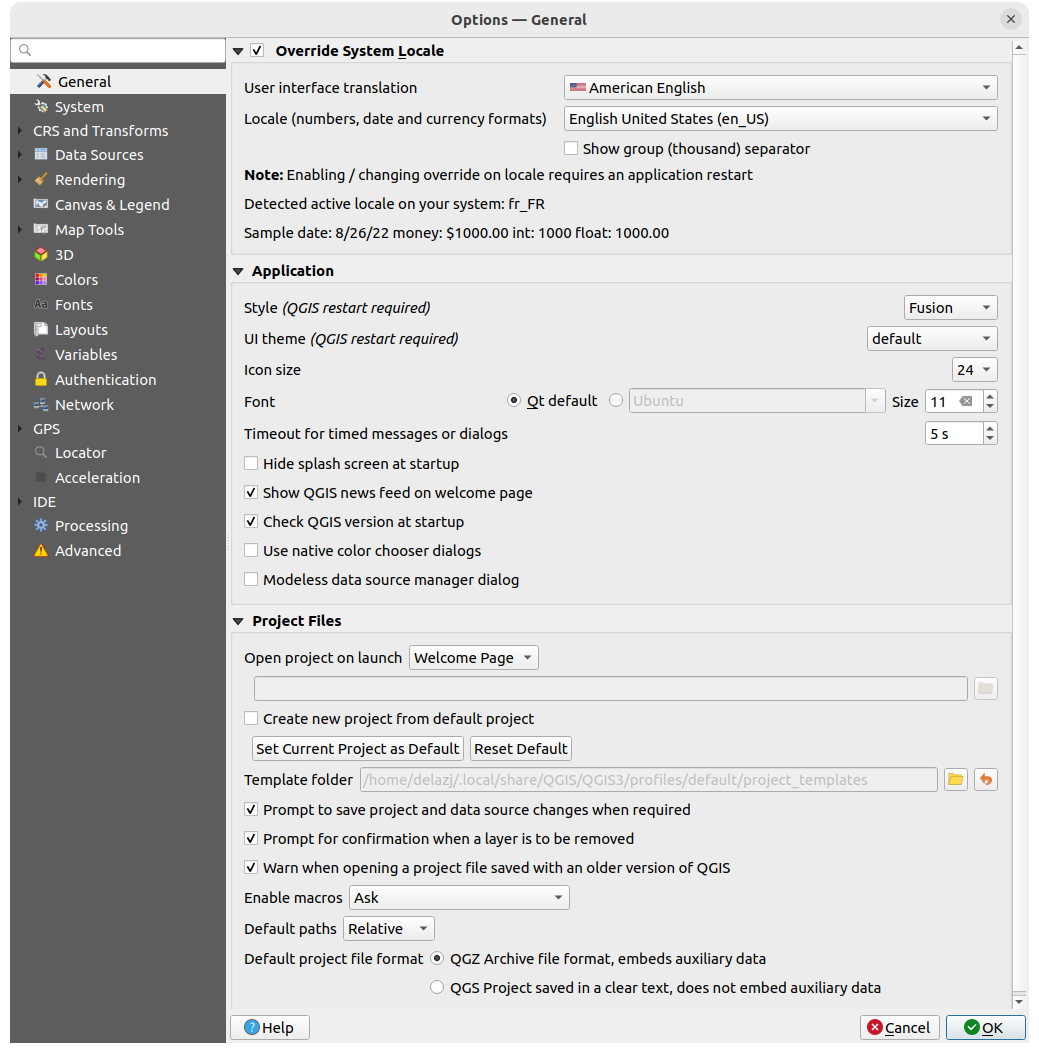 Options — General
General
System
CRS and Transforms
Data Sources
Rendering
Canvas & Legend
Map Tools
3D
Colors
Aa Fonts
Layouts
Variables
Authentication
Network
GPS
Locator
Acceleration
IDE
Processing
Advanced
Override System Locale
User interface translation American English
Locale (numbers, date and currency formats) English United States (en_US)
Show group (thousand) separator
Note: Enabling / changing override on locale requires an application restart
Detected active locale on your system: fr_FR
Sample date: 8/26/22 money: $1000.00 int: 1000 float: 1000.00
Application
Style (QGIS restart required) Fusion
UI theme (QGIS restart required) default
Icon size 24
Font Qt default Ubuntu Size 11
Timeout for timed messages or dialogs 5 s
Hide splash screen at startup
Show QGIS news feed on welcome page
Check QGIS version at startup
Use native color chooser dialogs
Modeless data source manager dialog
Project Files
Open project on launch Welcome Page
Create new project from default project
Set Current Project as Default Reset Default
Template folder /home/delazj/.local/share/QGIS/QGIS3/profiles/default/project_templates
Prompt to save project and data source changes when required
Prompt for confirmation when a layer is to be removed
Warn when opening a project file saved with an older version of QGIS
Enable macros Ask
Default paths Relative
Default project file format QGZ Archive file format, embeds auxiliary data
QGS Project saved in a clear text, does not embed auxiliary data
? Help Cancel OK